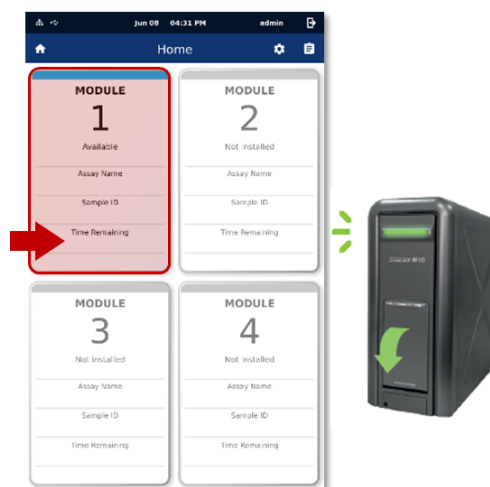 Jun 08 04:31 PM admin
Home
MODULE
1
Available
Assay Name
Sample ID
Time Remaining
MODULE
2
Not installed
Assay Name
Sample ID
Time Remaining
MODULE
3
Not installed
Assay Name
Sample ID
Time Remaining
MODULE
4
Not installed
Assay Name
Sample ID
Time Remaining
M10